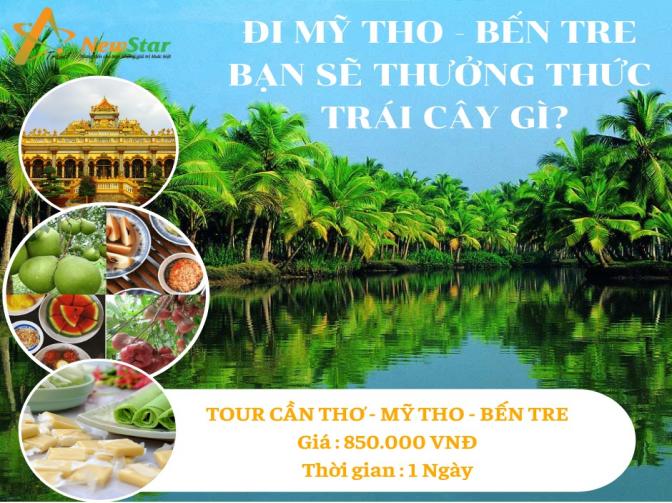 NewStar
ĐI MỸ THO - BẾN TRE
BẠN SẼ THƯỞNG THỨC
TRÁI CÂY GÌ?
TOUR CẦN THƠ - MỸ THO - BẾN TRE
Giá : 850.000 VNĐ
Thời gian : 1 Ngày